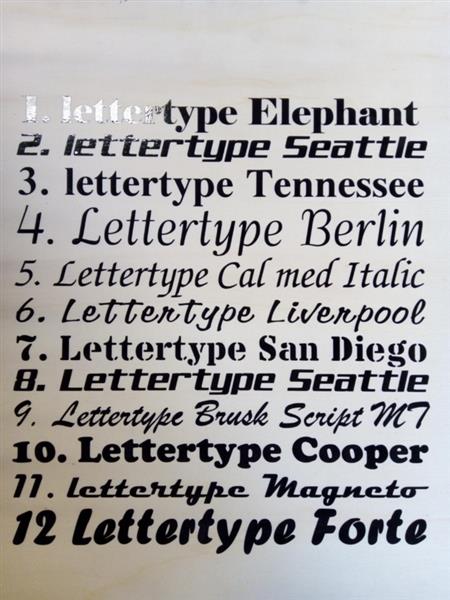 1. lettertype Elephant
2. lettertype Seattle
3. lettertype Tennessee
4. Lettertype Berlin
5. Lettertype Cal med Italic
6. Lettertype Liverpool
7. Lettertype San Diego
8. Lettertype Seattle
9. Lettertype Brusk Script MT
10. Lettertype Cooper
11. Lettertype Magneto
12 Lettertype Forte